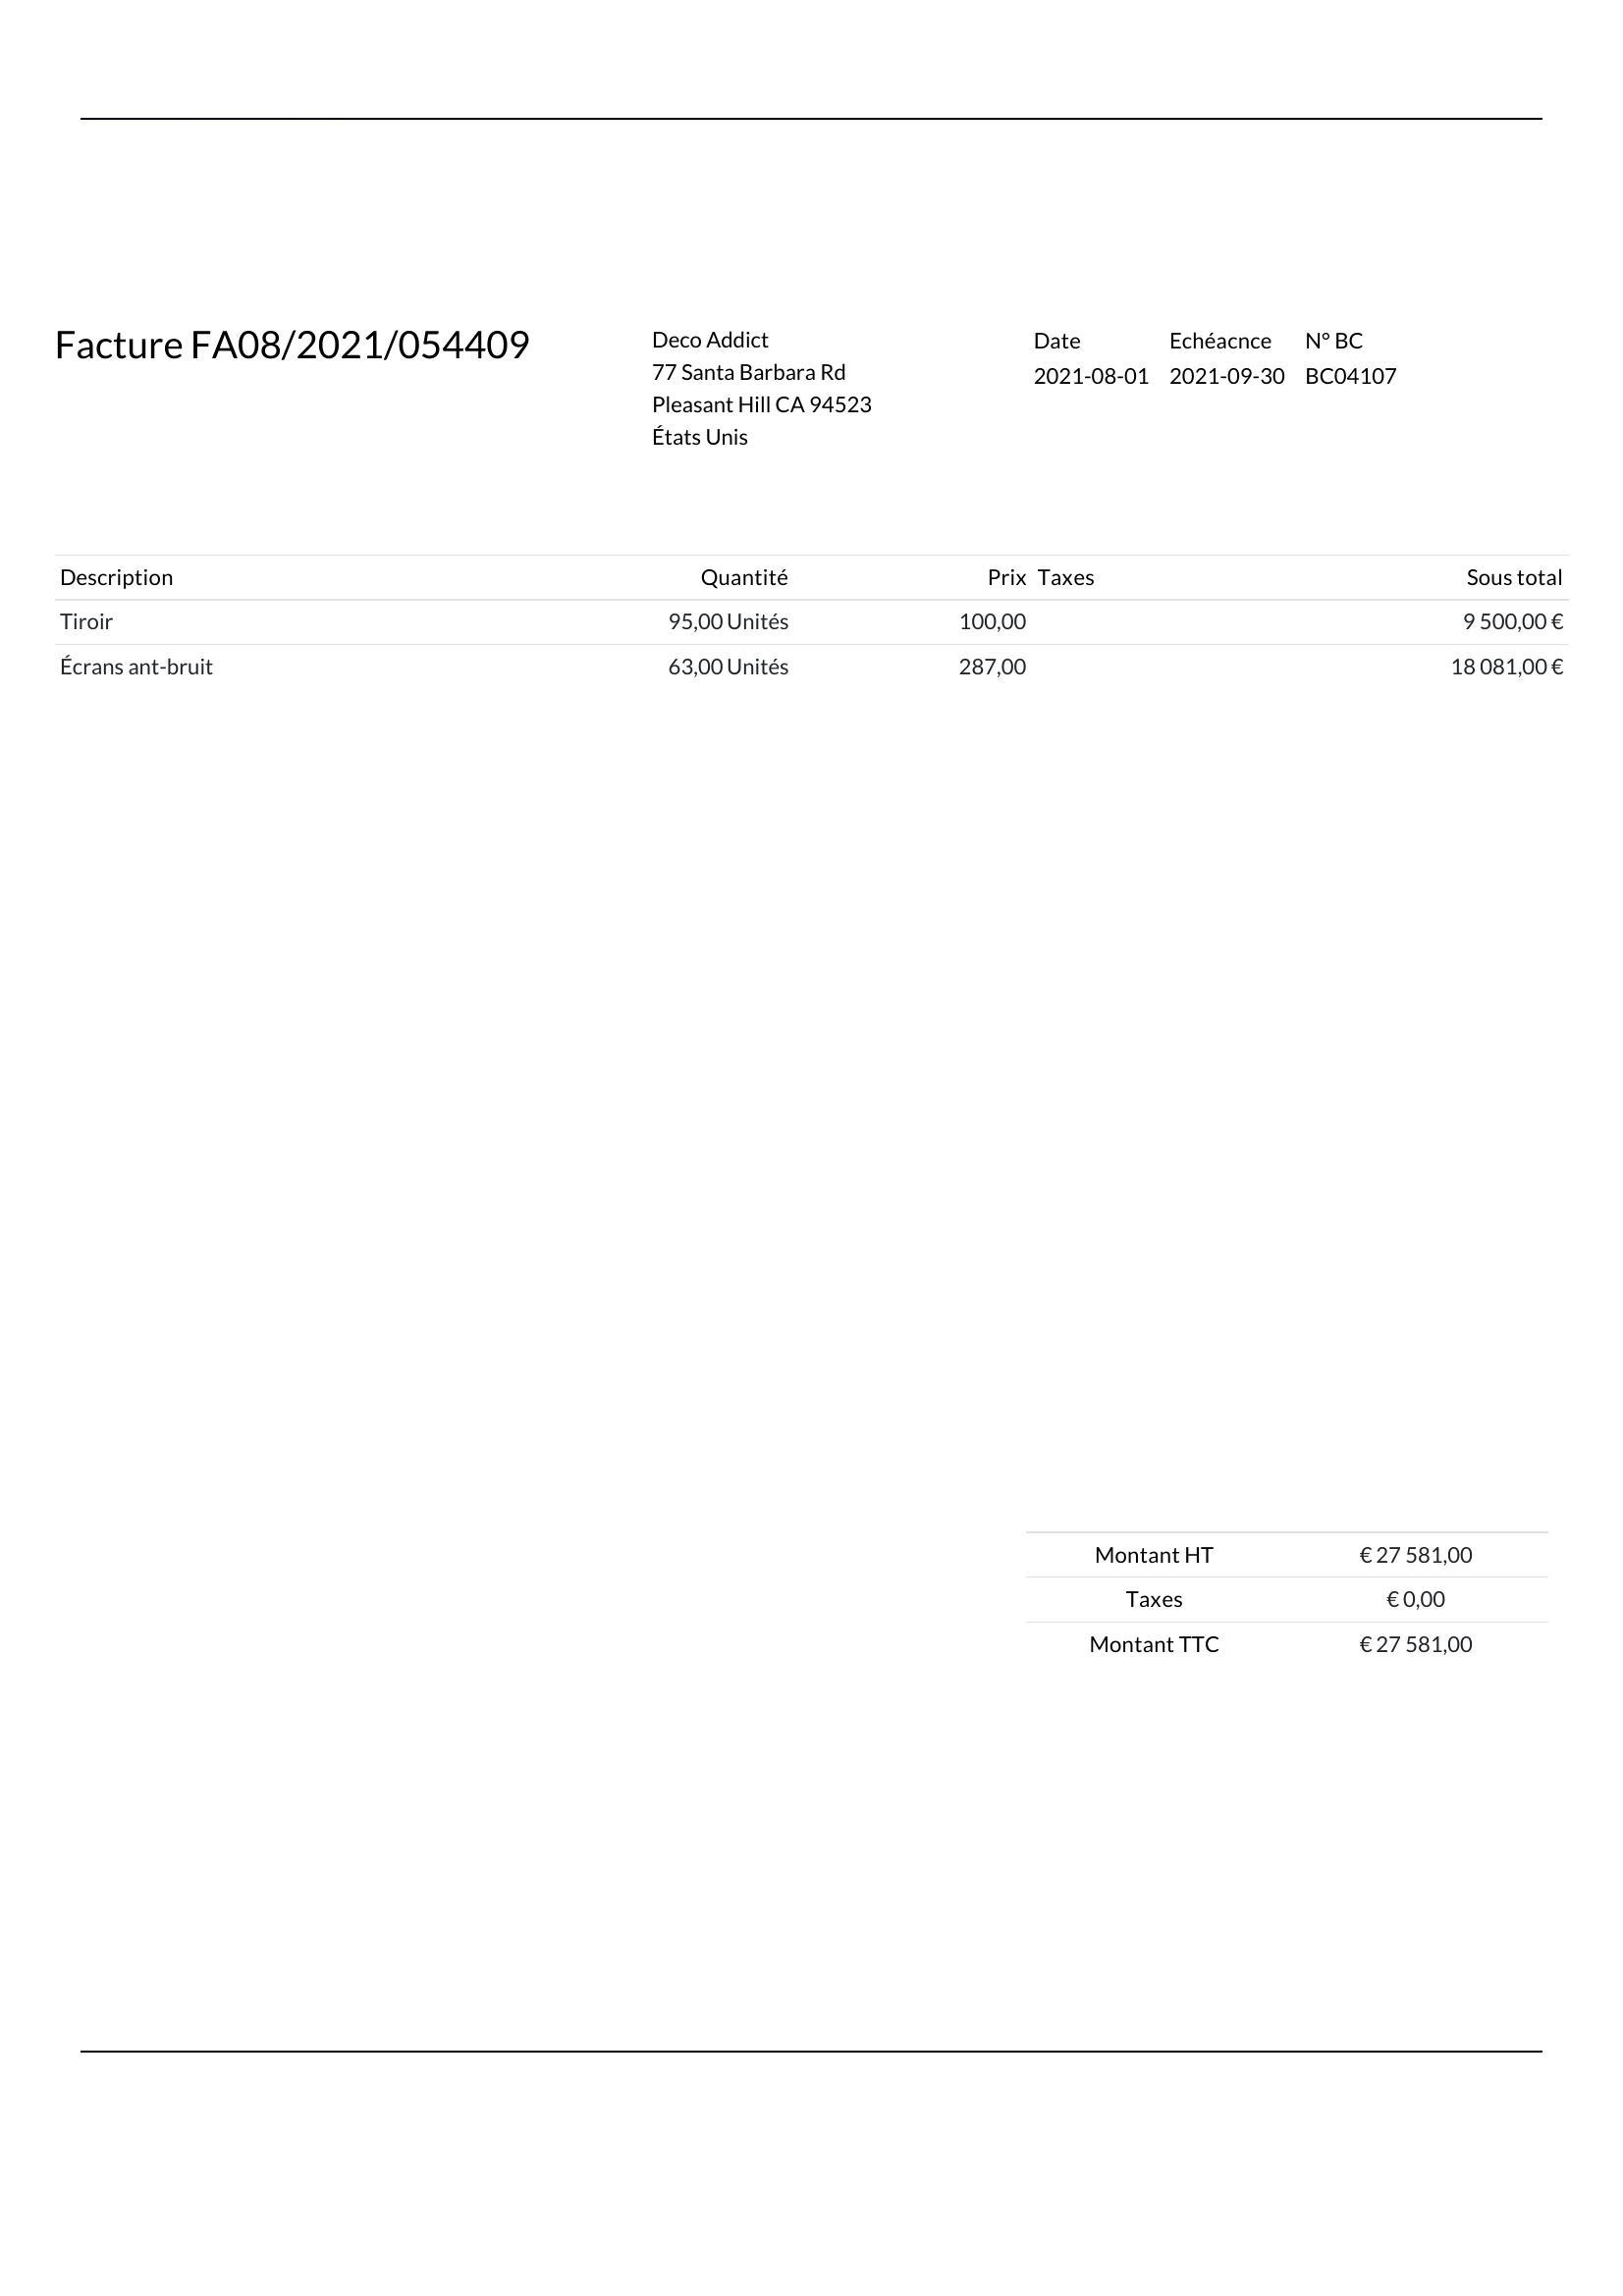 Facture FA08/2021/054409
Deco Addict
77 Santa Barbara Rd
Pleasant Hill CA 94523
États Unis
Date Echéacnce N° BC
2021-08-01 2021-09-30 BC04107
Description Quantité Prix Taxes Sous total
Tiroir 95,00 Unités 100,00 9 500,00 €
Écrans ant-bruit 63,00 Unités 287,00 18 081,00 €
Montant HT € 27 581,00
Taxes € 0,00
Montant TTC € 27 581,00